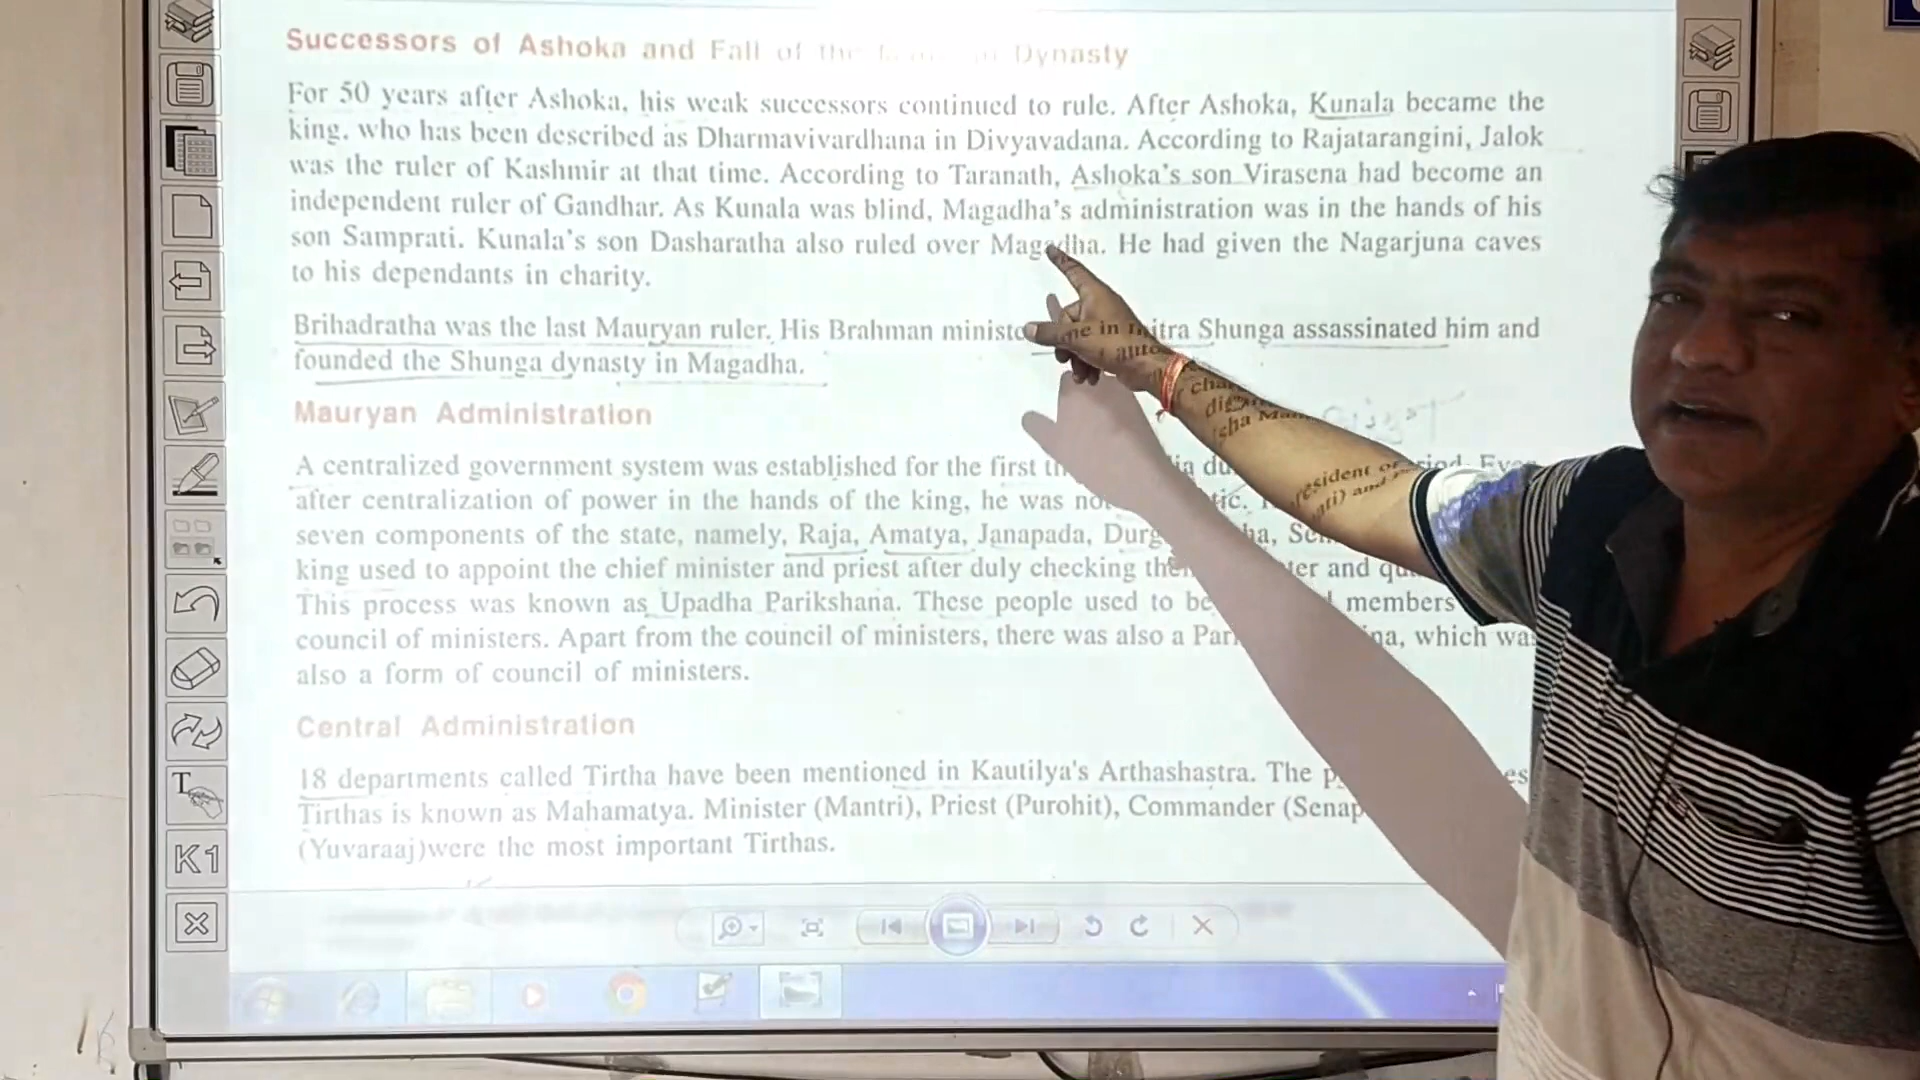 Successors of Ashoka and Fall of the Dynasty
For 50 years after Ashoka, his weak successors continued to rule. After Ashoka, Kunala became the
king, who has been described as Dharmavivardhana in Divyavadana. According to Rajatarangini, Jalok
was the ruler of Kashmir at that time. According to Taranath, Ashoka's son Virasena had become an
independent ruler of Gandhar. As Kunala was blind, Magadha's administration was in the hands of his
son Samprati. Kunala's son Dasharatha also ruled over Magadha. He had given the Nagarjuna caves
to his dependants in charity.
Brihadratha was the last Mauryan ruler. His Brahman mitra Shunga assassinated him and
founded the Shunga dynasty in Magadha.
Mauryan Administration
A centralized government system was established for the first
after centralization of power in the hands of the king, he was
seven components of the state, namely, Raja, Amatya, Janapada,
king used to appoint the chief minister and priest after duly checking and
This process was known as Upadha Parikshana. These people used to members
council of ministers. Apart from the council of ministers, there was also a which was
also a form of council of ministers.
Central Administration
18 departments called Tirtha have been mentioned in Kautilya's Arthashastra. The
Tirthas is known as Mahamatya. Minister (Mantri), Priest (Purohit), Commander
(Yuvaraaj)were the most important Tirthas.
T
K1